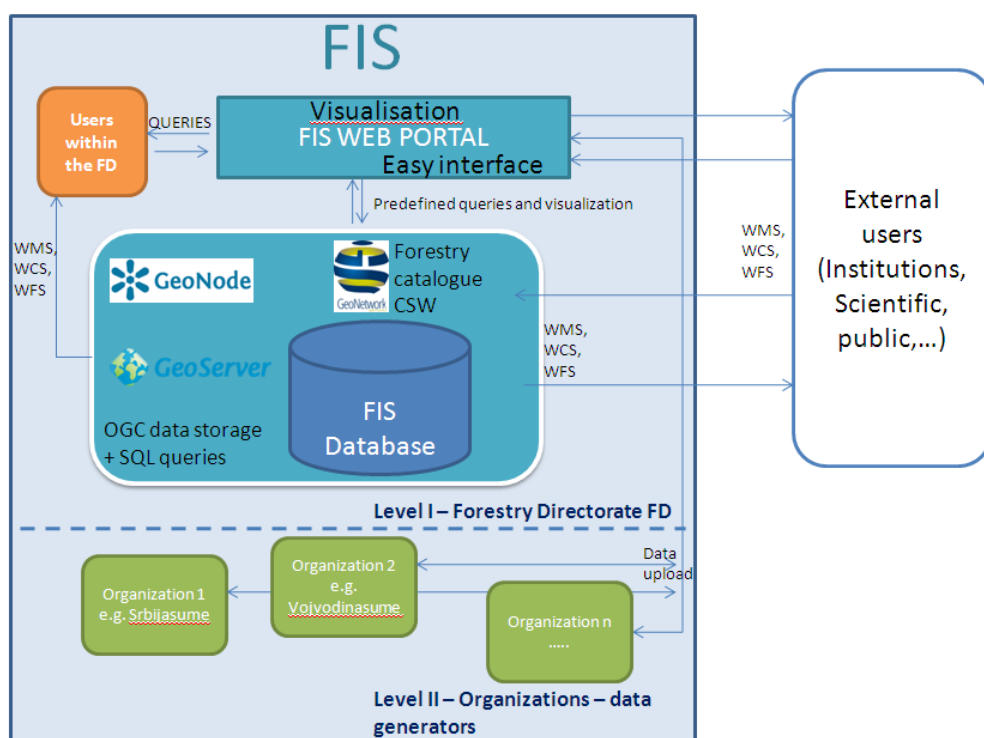 FIS
Users
within
the FD
QUERIES
Visualisation
FIS WEB PORTAL
Easy interface
Predefined queries and visualization
WMS,
WCS,
WFS
GeoNode
GeoNetwork
Forestry
catalogue
CSW
GeoServer
OGC data storage
+ SQL queries
FIS
Database
WMS,
WCS,
WFS
WMS,
WCS,
WFS
External
users
(Institutions,
Scientific,
public,...)
Level I – Forestry Directorate FD
Organization 1
e.g. Srbijasume
Organization 2
e.g.
Vojvodinasume
Data
upload
Organization n
.....
Level II – Organizations – data
generators